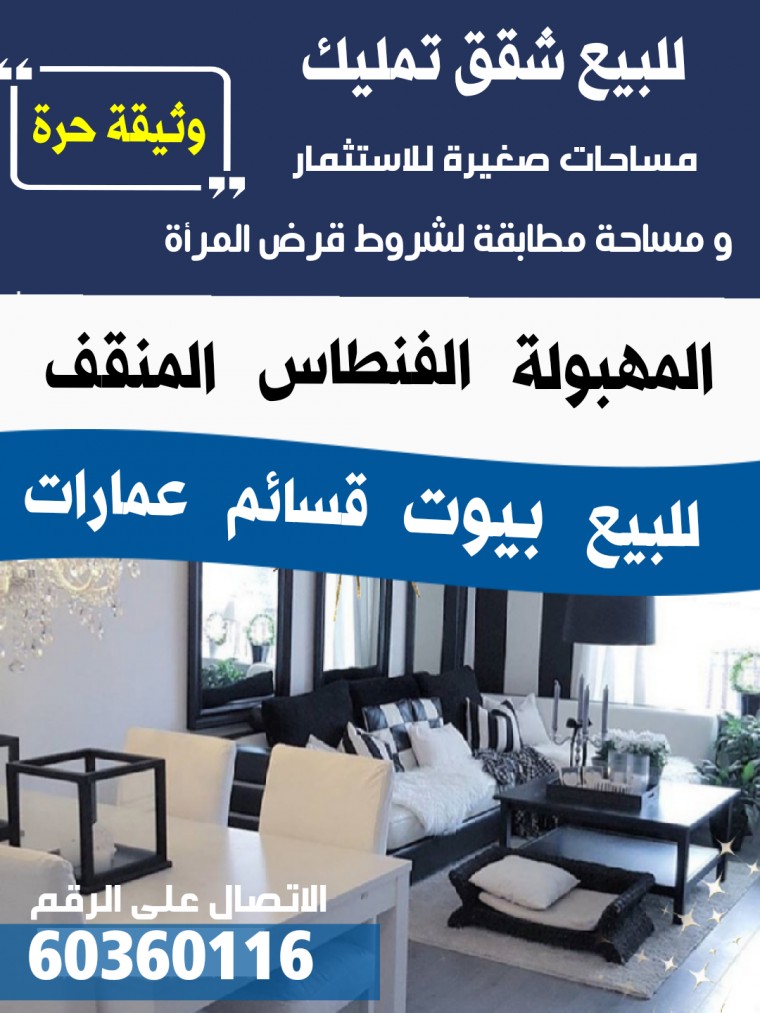 للبيع شقق تمليك
وثيقة حرة
مساحات صغيرة للاستثمار
و مساحة مطابقة لشروط قرض المرأة
المهبولة الفنطاس المنقف
للبيع بيوت قسائم عمارات
الاتصال على الرقم
60360116